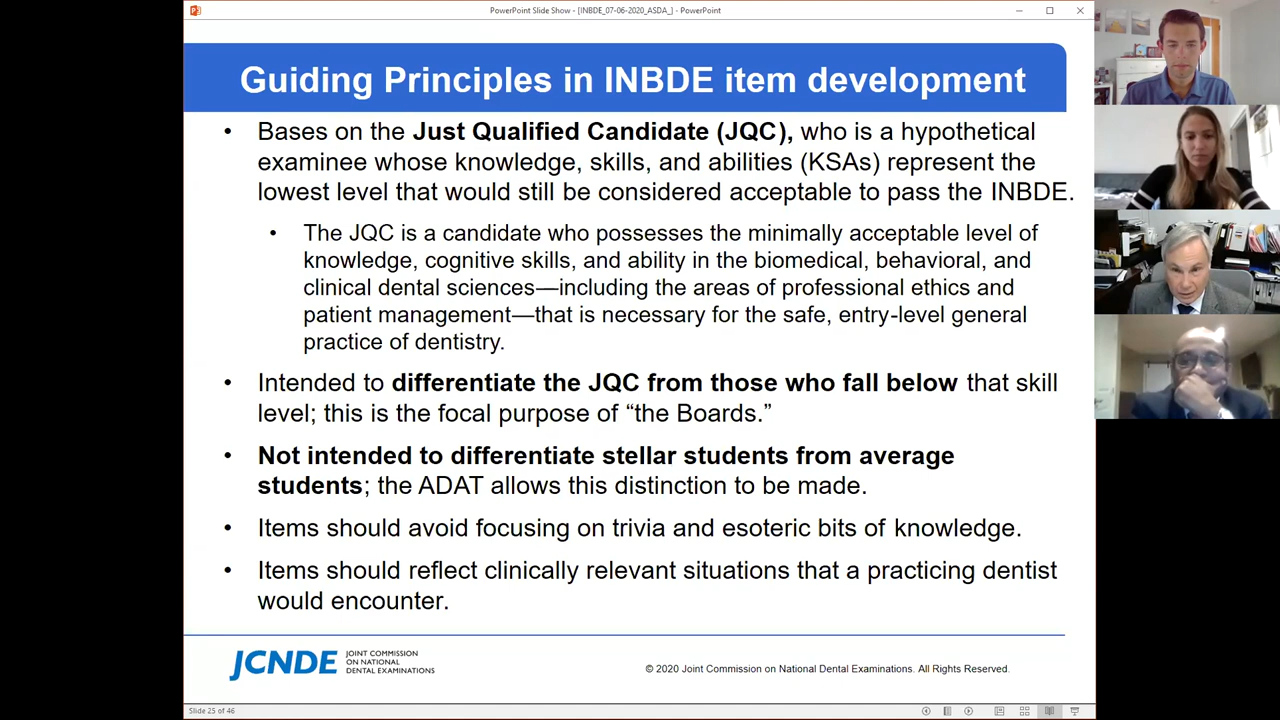 PowerPoint Slide Show - [INBDE_07-06-2020_ASDA_] - PowerPoint
Guiding Principles in INBDE item development
• Bases on the Just Qualified Candidate (JQC), who is a hypothetical
examinee whose knowledge, skills, and abilities (KSAs) represent the
lowest level that would still be considered acceptable to pass the INBDE.
• The JQC is a candidate who possesses the minimally acceptable level of
knowledge, cognitive skills, and ability in the biomedical, behavioral, and
clinical dental sciences—including the areas of professional ethics and
patient management—that is necessary for the safe, entry-level general
practice of dentistry.
• Intended to differentiate the JQC from those who fall below that skill
level; this is the focal purpose of “the Boards.”
• Not intended to differentiate stellar students from average
students; the ADAT allows this distinction to be made.
• Items should avoid focusing on trivia and esoteric bits of knowledge.
• Items should reflect clinically relevant situations that a practicing dentist
would encounter.
JCNDE
JOINT COMMISSION
ON NATIONAL
DENTAL EXAMINATIONS
© 2020 Joint Commission on National Dental Examinations. All Rights Reserved.
Slide 25 of 46